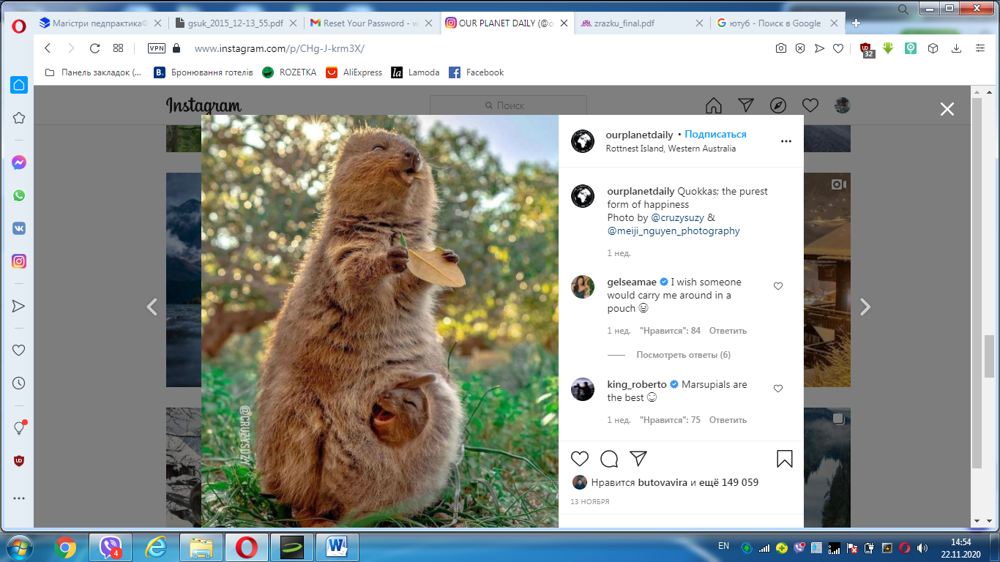 Магістри педпрактикаФ
gsuk_2015_12-13_55.pdf
Reset Your Password - w
OUR PLANET DAILY (@o
zrazku_final.pdf
ютуб - Поиск в Google
VPN
www.instagram.com/p/CHg-J-krm3X/
32
Панель закладок (...
B.
Бронювання готелів
ROZETKA
AliExpress
la
Lamoda
Facebook
Instagram
Поиск
ourplanetdaily • Подписаться
Rottnest Island, Western Australia
ourplanetdaily Quokkas; the purest
form of happiness
Photo by @cruzysuzy &
@meiji_nguyen_photography
1 нед.
gelseamae I wish someone
would carry me around in a
pouch 😄
1 нед. "Нравится": 84 Ответить
Посмотреть ответы (6)
king_roberto Marsupials are
the best 😊
1 нед. "Нравится": 75 Ответить
@CRUZYSUZY
Нравится butovavira и ещё 149 059
13 НОЯБРЯ
4
EN
14:54
22.11.2020